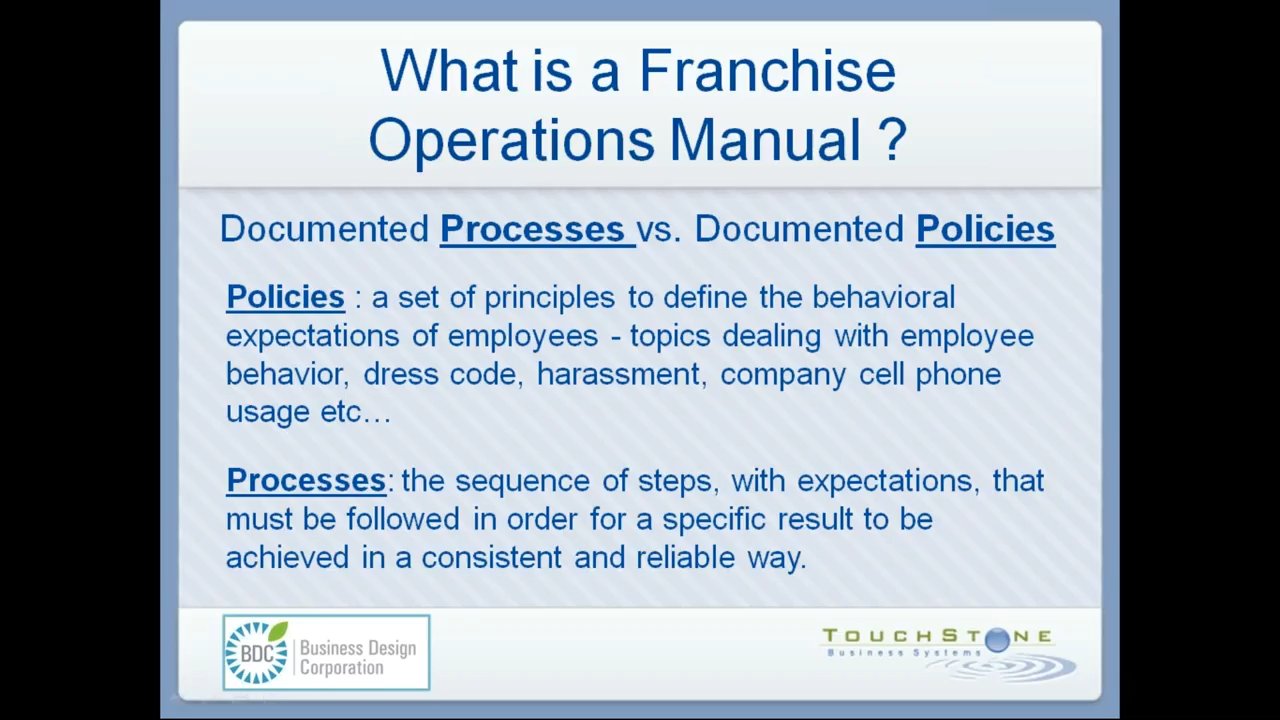 What is a Franchise
Operations Manual ?
Documented Processes vs. Documented Policies
Policies : a set of principles to define the behavioral
expectations of employees - topics dealing with employee
behavior, dress code, harassment, company cell phone
usage etc…
Processes: the sequence of steps, with expectations, that
must be followed in order for a specific result to be
achieved in a consistent and reliable way.
BDC
Business Design
Corporation
TOUCHSTONE
Business Systems